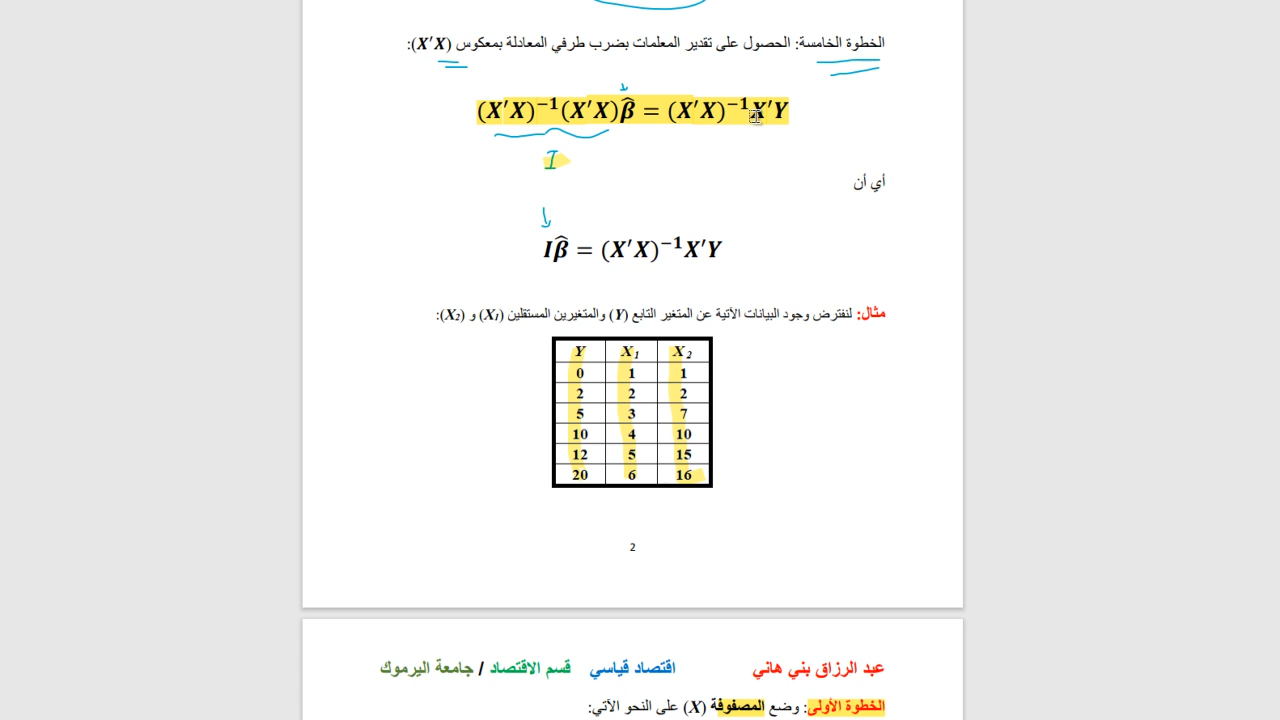 الخطوة الخامسة: الحصول على تقدير المعلمات بضرب طرفي المعادلة بمعكوس (X′X):
(X′X)⁻¹(X′X)β̂ = (X′X)⁻¹X′Y
I
أي أن
Iβ̂ = (X′X)⁻¹X′Y
مثال: لنفترض وجود البيانات الآتية عن المتغير التابع (Y) والمتغيرين المستقلين (X₁) و (X₂):
Y X₁ X₂
0 1 1
2 2 2
5 3 7
10 4 10
12 5 15
20 6 16
2
عبد الرزاق بني هاني اقتصاد قياسي قسم الاقتصاد / جامعة اليرموك
الخطوة الأولى: وضع المصفوفة (X) على النحو الآتي: